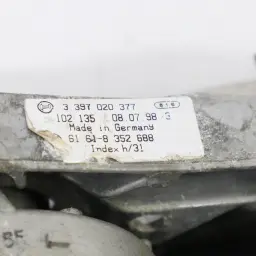 3 397 020 377
102 135 08 07 98 3
Made in Germany
61 61-8 352 688
Index h/31
5F